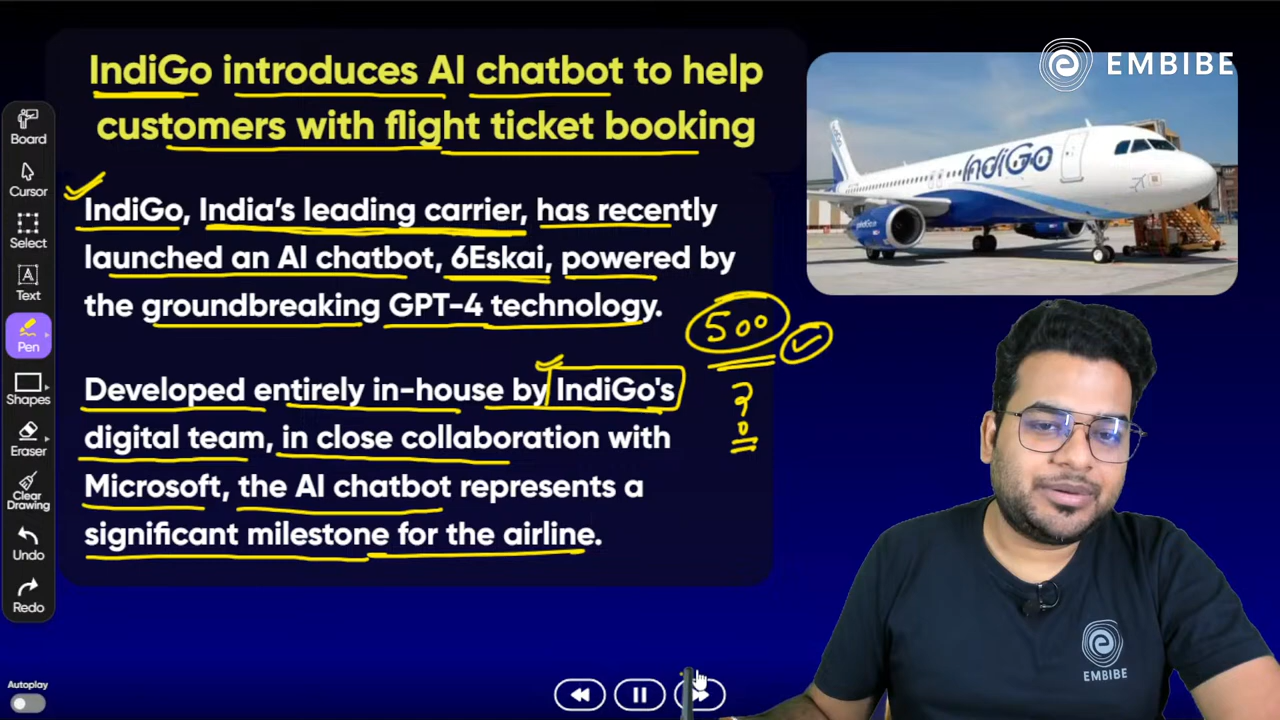 IndiGo introduces AI chatbot to help
customers with flight ticket booking
IndiGo, India's leading carrier, has recently
launched an AI chatbot, 6Eskai, powered by
the groundbreaking GPT-4 technology.
Developed entirely in-house by IndiGo's
digital team, in close collaboration with
Microsoft, the AI chatbot represents a
significant milestone for the airline.
500
Board
Cursor
Select
Text
Pen
Shapes
Eraser
Clear
Drawing
Undo
Redo
Autoplay
EMBIBE
IndiGo
EMBIBE